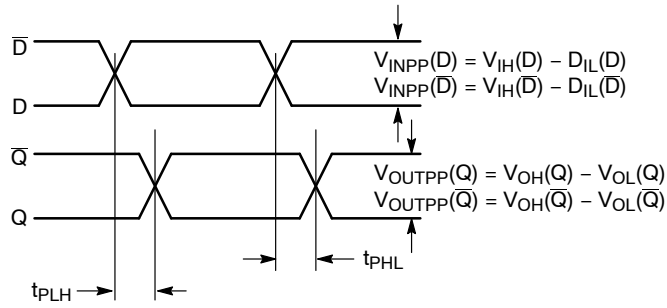 D̅
V_INPP(D) = V_IH(D) – D_IL(D)
V_INPP(D̅) = V_IH(D̅) – D_IL(D̅)
D
Q̅
V_OUTPP(Q) = V_OH(Q) – V_OL(Q)
V_OUTPP(Q̅) = V_OH(Q̅) – V_OL(Q̅)
Q
t_PHL
t_PLH